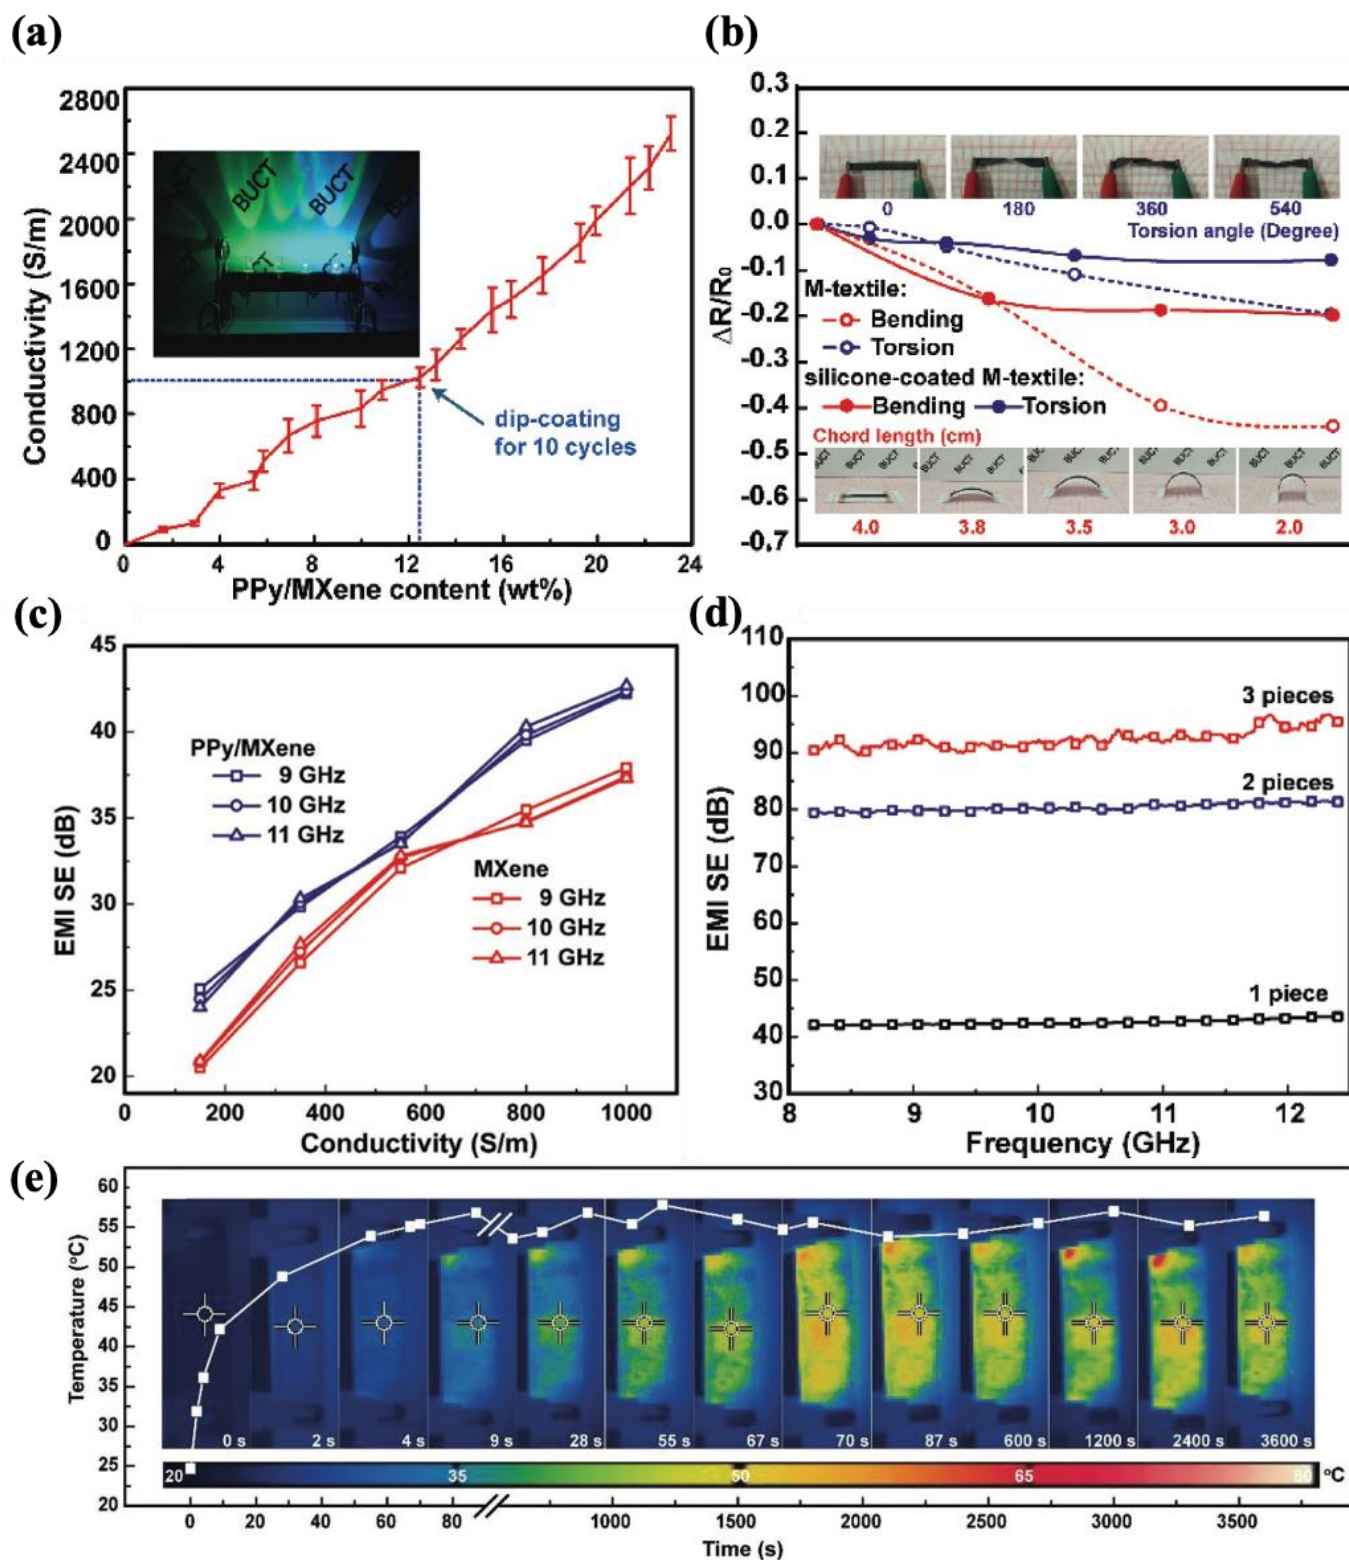 (a)
2800
2400
2000
1600
1200
800
400
0
Conductivity (S/m)
BUCT
BUCT
dip-coating
for 10 cycles
0 4 8 12 16 20 24
PPy/MXene content (wt%)
(b)
0.3
0.2
0.1
0.0
-0.1
-0.2
-0.3
-0.4
-0.5
-0.6
-0.7
ΔR/R0
0 180 360 540
Torsion angle (Degree)
M-textile:
Bending
Torsion
silicone-coated M-textile:
Bending Torsion
Chord length (cm)
BUCT BUCT BUCT BUCT BUCT
4.0 3.8 3.5 3.0 2.0
(c)
45
40
35
30
25
20
EMI SE (dB)
PPy/MXene
9 GHz
10 GHz
11 GHz
MXene
9 GHz
10 GHz
11 GHz
0 200 400 600 800 1000
Conductivity (S/m)
(d)
110
100
90
80
70
60
50
40
30
EMI SE (dB)
3 pieces
2 pieces
1 piece
8 9 10 11 12
Frequency (GHz)
(e)
60
55
50
45
40
35
30
25
20
Temperature (°C)
0 s 2 s 4 s 9 s 28 s 55 s 67 s 70 s 87 s 600 s 1200 s 2400 s 3600 s
20 35 50 65 80 °C
0 20 40 60 80 1000 1500 2000 2500 3000 3500
Time (s)